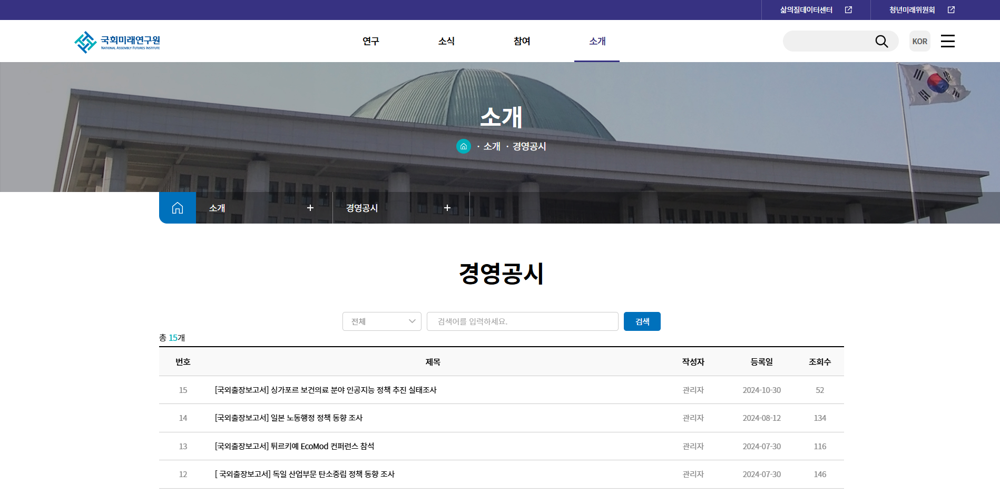 삶의질데이터센터
청년미래위원회
국회미래연구원
NATIONAL ASSEMBLY FUTURES INSTITUTE
연구
소식
참여
소개
KOR
소개
· 소개 · 경영공시
소개
경영공시
경영공시
전체
검색어를 입력하세요.
검색
총 15개
번호 제목 작성자 등록일 조회수
15 [국외출장보고서] 싱가포르 보건의료 분야 인공지능 정책 추진 실태조사 관리자 2024-10-30 52
14 [국외출장보고서] 일본 노동행정 정책 동향 조사 관리자 2024-08-12 134
13 [국외출장보고서] 튀르키예 EcoMod 컨퍼런스 참석 관리자 2024-07-30 116
12 [ 국외출장보고서] 독일 산업부문 탄소중립 정책 동향 조사 관리자 2024-07-30 146